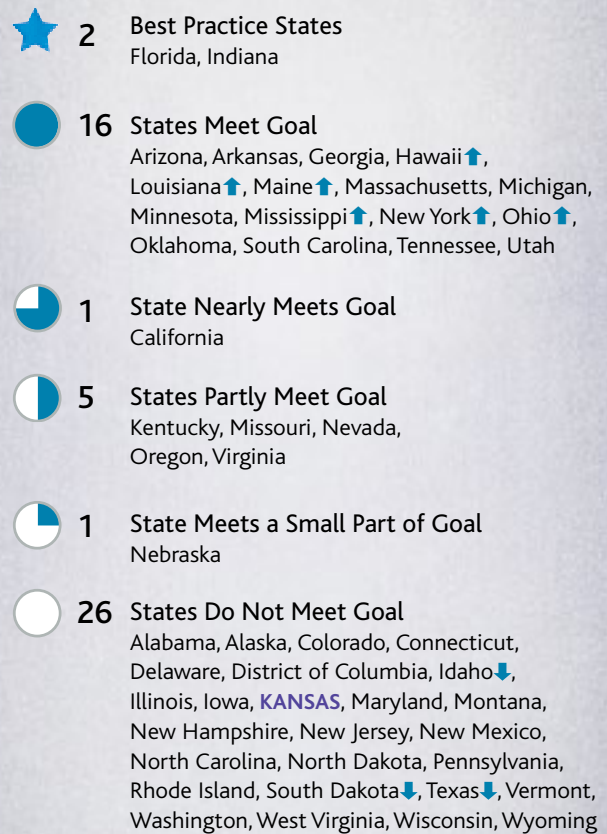 2 Best Practice States
Florida, Indiana
16 States Meet Goal
Arizona, Arkansas, Georgia, Hawaii⬆,
Louisiana⬆, Maine⬆, Massachusetts, Michigan,
Minnesota, Mississippi⬆, New York⬆, Ohio⬆,
Oklahoma, South Carolina, Tennessee, Utah
1 State Nearly Meets Goal
California
5 States Partly Meet Goal
Kentucky, Missouri, Nevada,
Oregon, Virginia
1 State Meets a Small Part of Goal
Nebraska
26 States Do Not Meet Goal
Alabama, Alaska, Colorado, Connecticut,
Delaware, District of Columbia, Idaho⬇,
Illinois, Iowa, KANSAS, Maryland, Montana,
New Hampshire, New Jersey, New Mexico,
North Carolina, North Dakota, Pennsylvania,
Rhode Island, South Dakota⬇, Texas⬇, Vermont,
Washington, West Virginia, Wisconsin, Wyoming